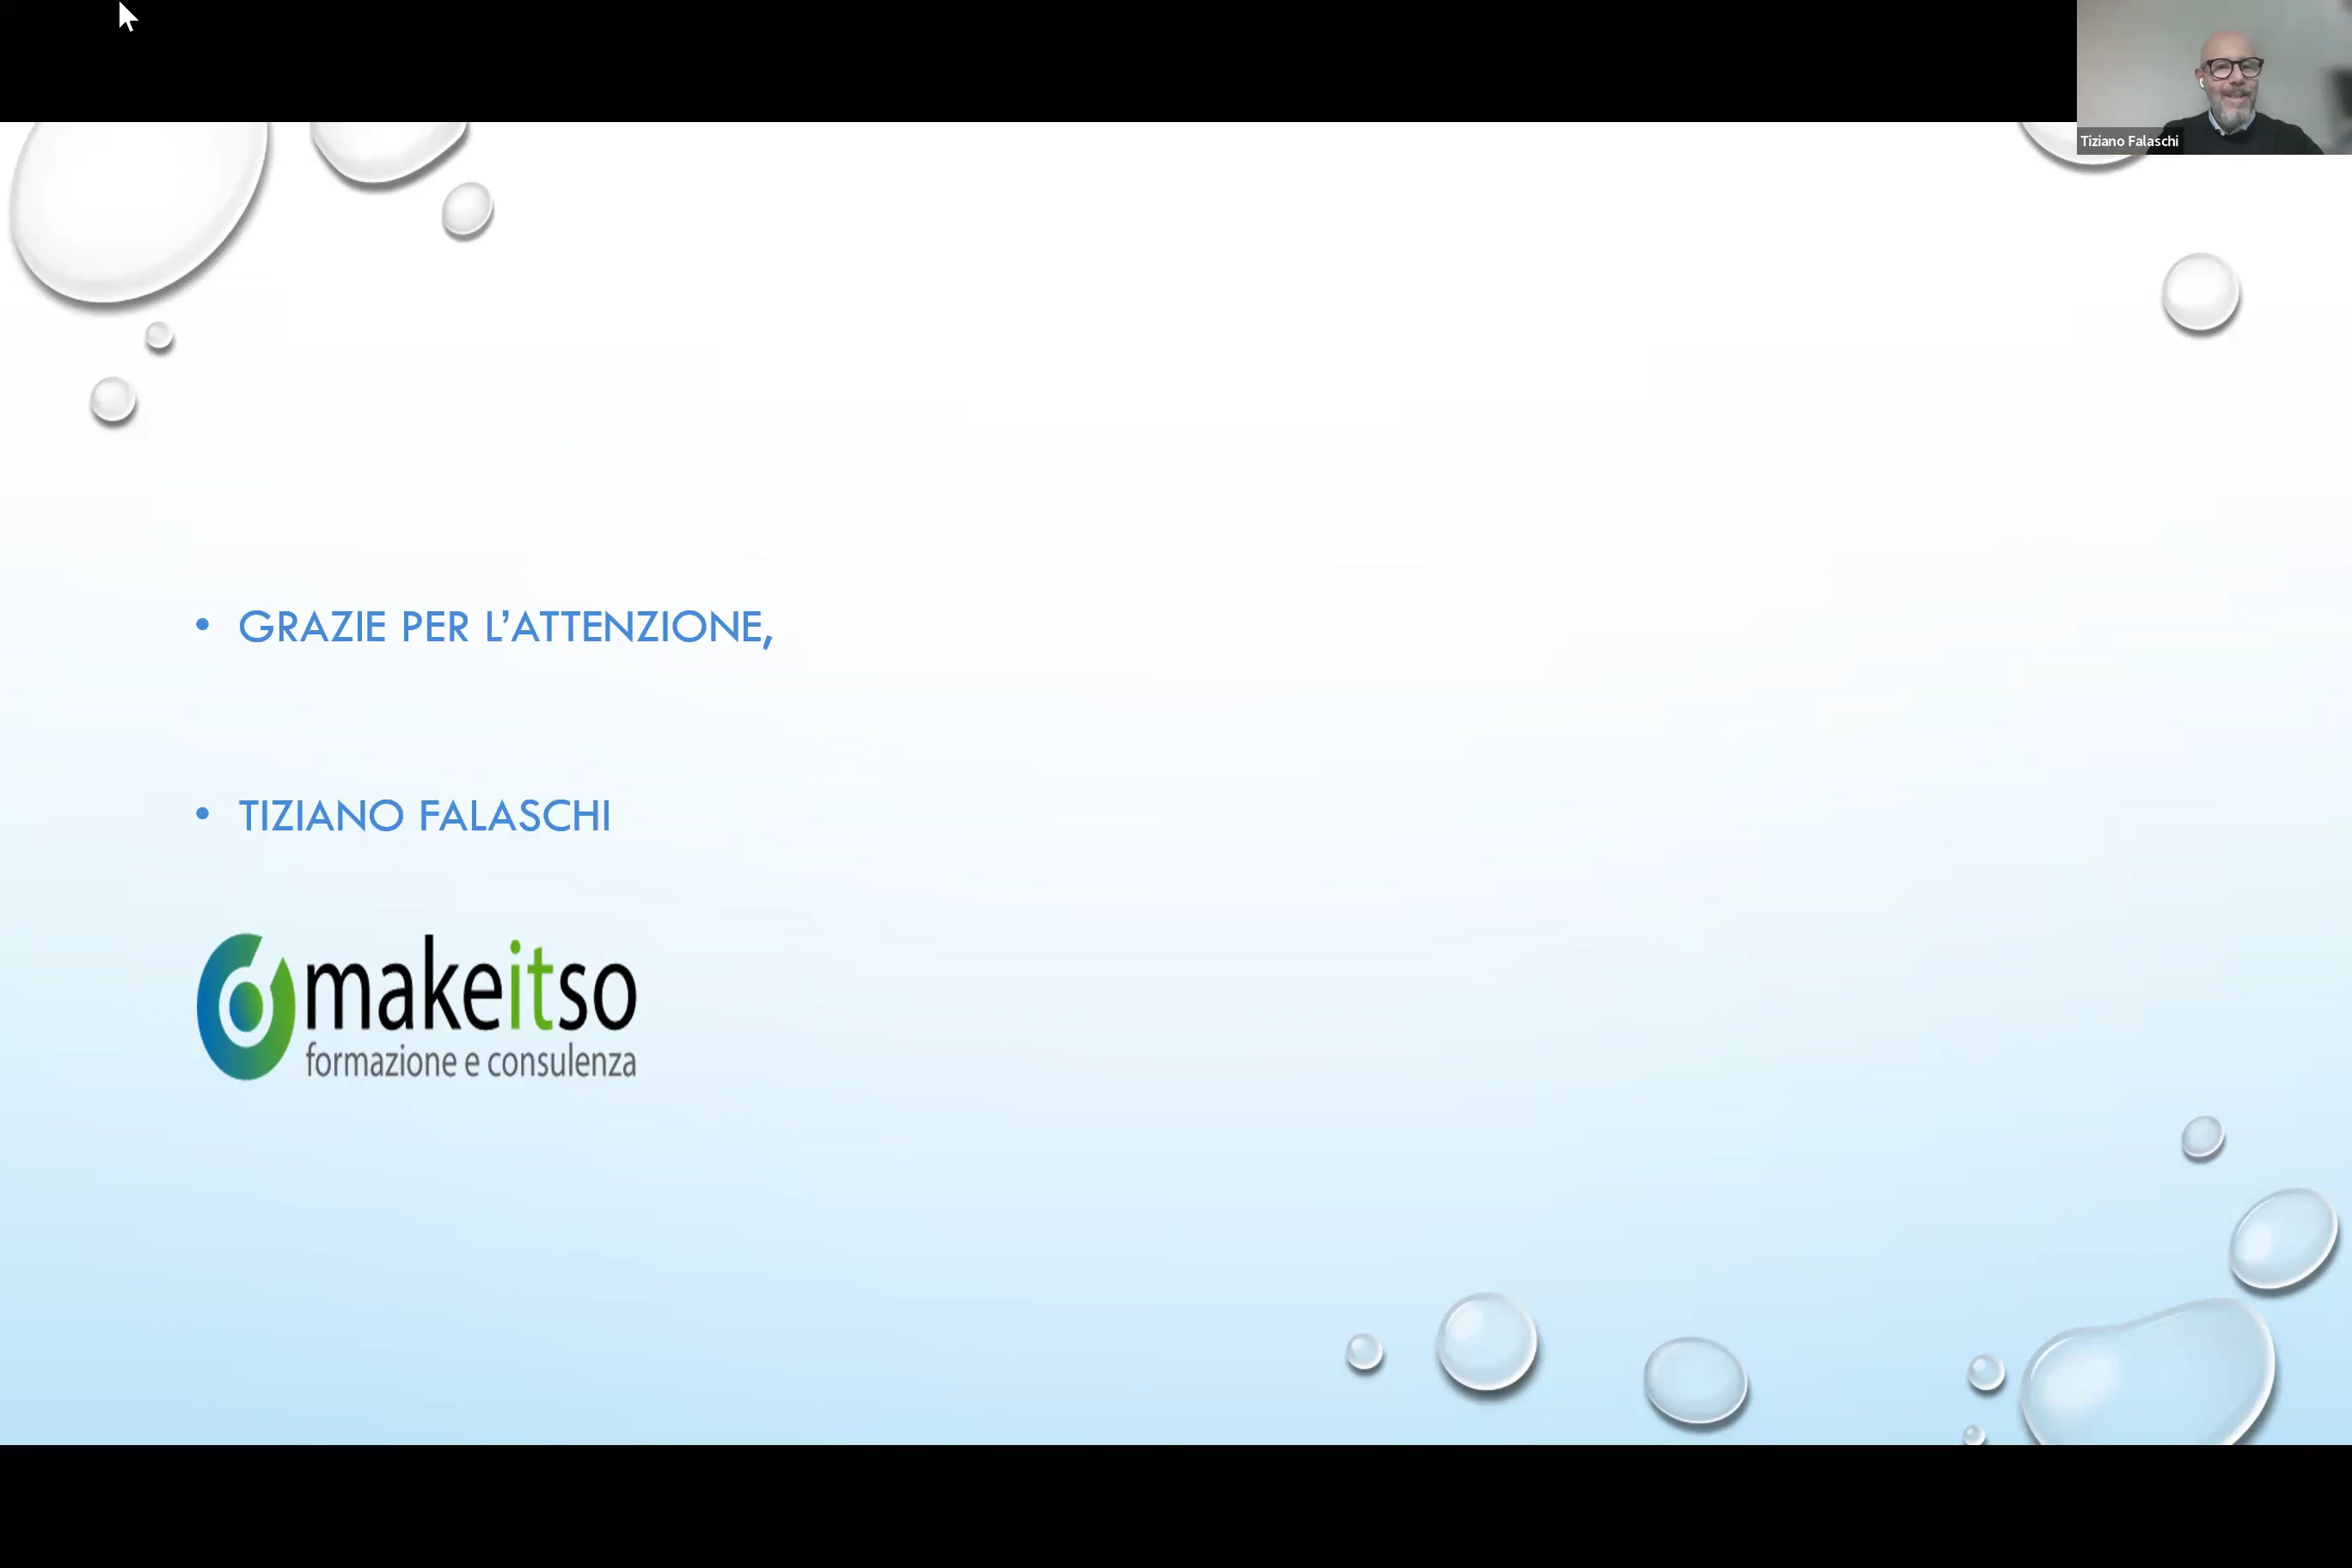 Tiziano Falaschi
• GRAZIE PER L’ATTENZIONE,
• TIZIANO FALASCHI
makeitso
formazione e consulenza